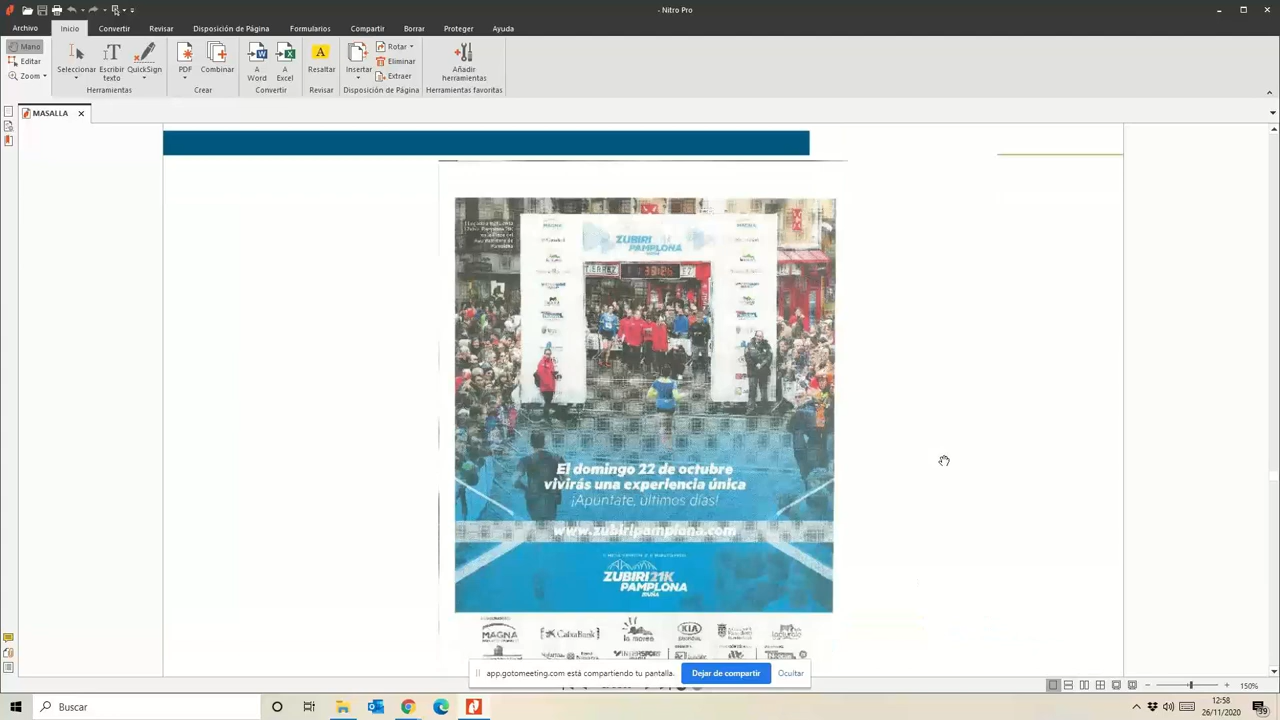 - Nitro Pro
Archivo
Inicio
Convertir
Revisar
Disposición de Página
Formularios
Compartir
Borrar
Proteger
Ayuda
Mano
Editar
Zoom
Seleccionar
Escribir texto
QuickSign
PDF
Combinar
A Word
A Excel
Resaltar
Insertar
Rotar
Eliminar
Extraer
Añadir herramientas
Herramientas
Crear
Convertir
Revisar
Disposición de Página
Herramientas favoritas
MASALLA
ZUBIRI
PAMPLONA
El domingo 22 de octubre
vivirás una experiencia única
¡Apúntate, últimos días!
www.zubiripamplona.com
ZUBIRI 21K
PAMPLONA
MAGNA
CaixaBank
la morea
KIA
INTERSPORT
app.gotomeeting.com está compartiendo tu pantalla.
Dejar de compartir
Ocultar
150%
Buscar
12:58
26/11/2020
39